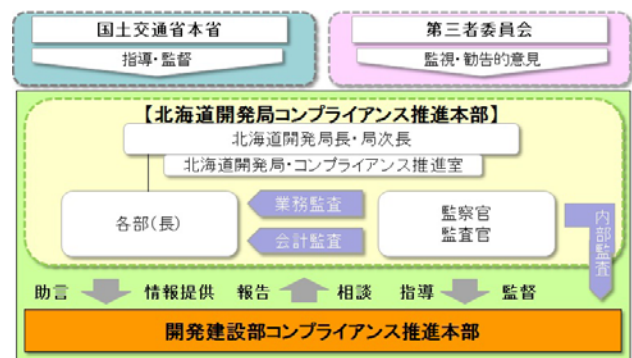 国土交通省本省
第三者委員会
指導・監督
監視・勧告的意見
【北海道開発局コンプライアンス推進本部】
北海道開発局長・局次長
北海道開発局・コンプライアンス推進室
各部(長)
業務監査
会計監査
監察官
監査官
内部監査
助言 情報提供 報告 相談 指導 監督
開発建設部コンプライアンス推進本部